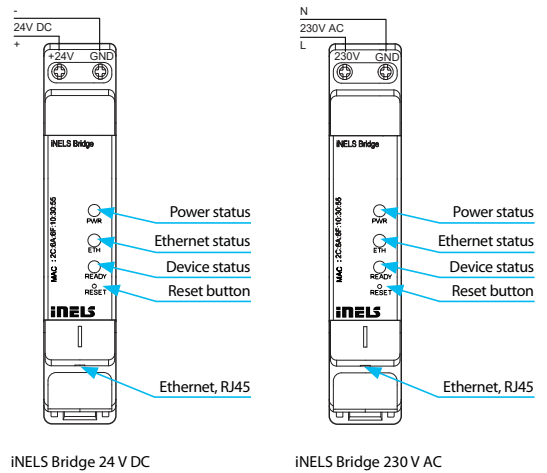 -
24V DC
+
+24V GND
iNELS Bridge
MAC : 2C:6A:6F:10:30:55
PWR
ETH
READY
RESET
iNELS
Power status
Ethernet status
Device status
Reset button
Ethernet, RJ45
iNELS Bridge 24 V DC
N
230V AC
L
230V GND
iNELS Bridge
MAC : 2C:6A:6F:10:30:55
PWR
ETH
READY
RESET
iNELS
Power status
Ethernet status
Device status
Reset button
Ethernet, RJ45
iNELS Bridge 230 V AC